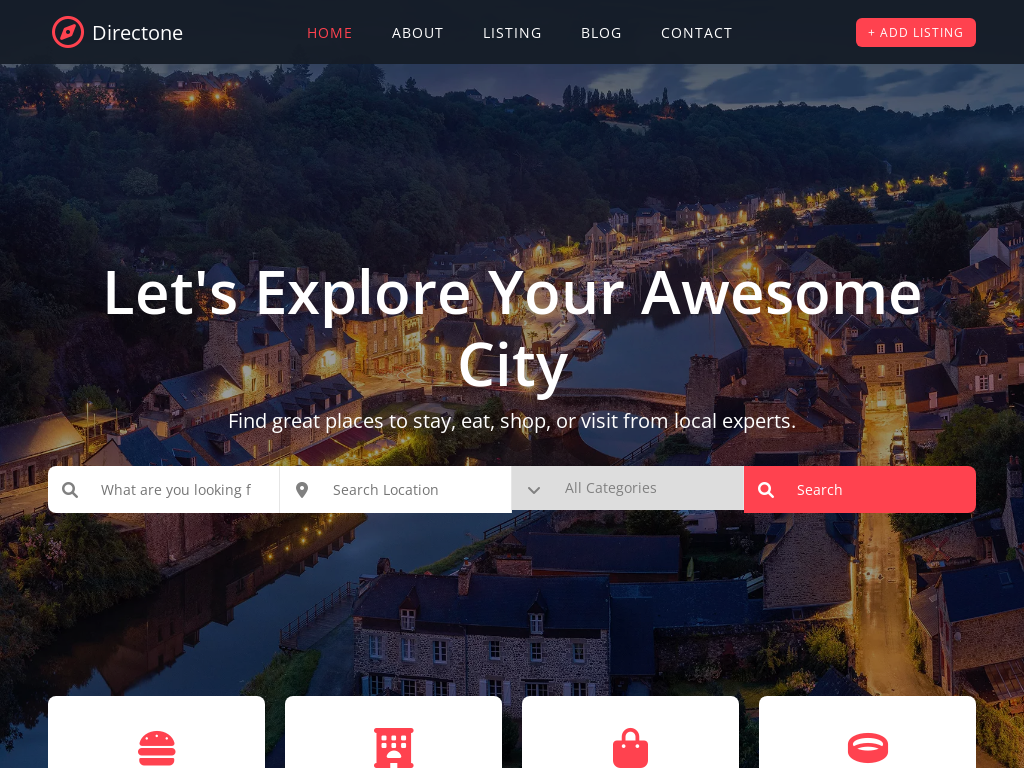 Directone
HOME
ABOUT
LISTING
BLOG
CONTACT
+ ADD LISTING
Let's Explore Your Awesome
City
Find great places to stay, eat, shop, or visit from local experts.
What are you looking f
Search Location
All Categories
Search